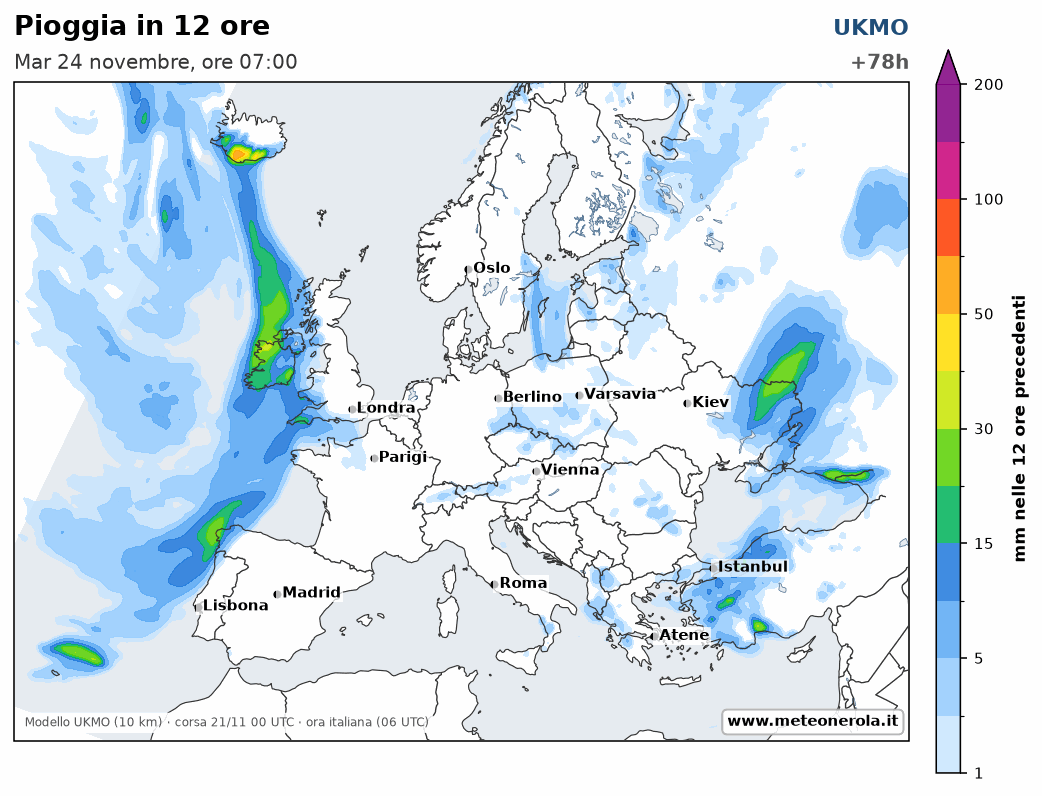 Pioggia in 12 ore
UKMO
Mar 24 novembre, ore 07:00
+78h
200
100
50
30
15
5
1
mm nelle 12 ore precedenti
Oslo
Londra
Berlino
Varsavia
Kiev
Parigi
Vienna
Istanbul
Roma
Madrid
Lisbona
Atene
Modello UKMO (10 km) · corsa 21/11 00 UTC · ora italiana (06 UTC)
www.meteonerola.it